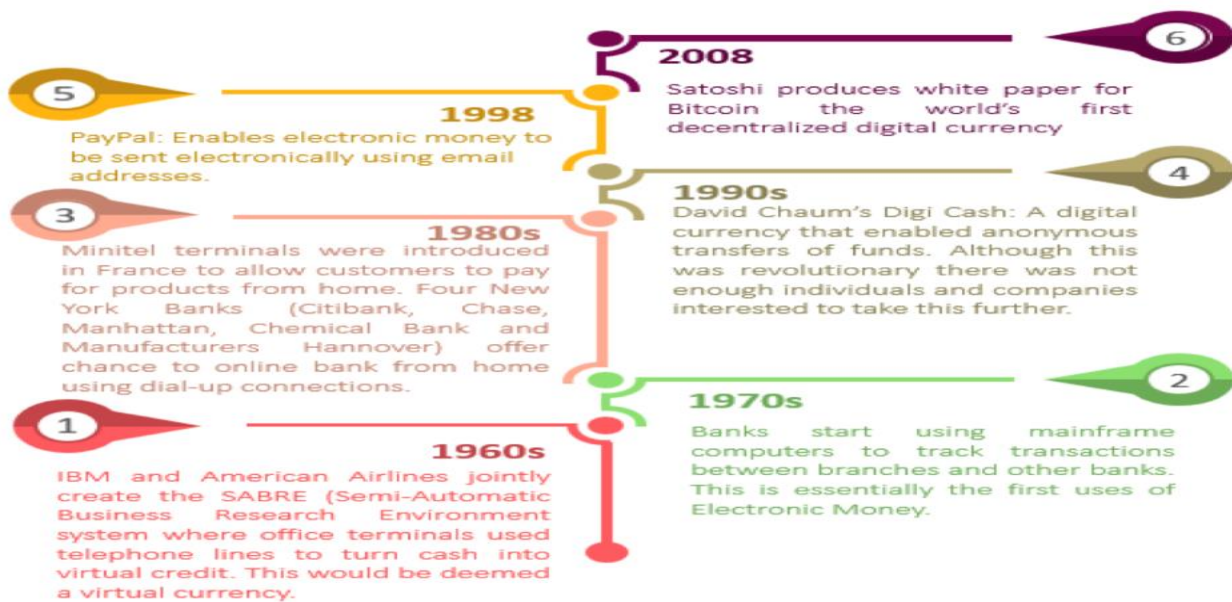 6
2008
Satoshi produces white paper for
Bitcoin the world's first
decentralized digital currency
5
1998
PayPal: Enables electronic money to
be sent electronically using email
addresses.
4
1990s
David Chaum's Digi Cash: A digital
currency that enabled anonymous
transfers of funds. Although this
was revolutionary there was not
enough individuals and companies
interested to take this further.
3
1980s
Minitel terminals were introduced
in France to allow customers to pay
for products from home. Four New
York Banks (Citibank, Chase,
Manhattan, Chemical Bank and
Manufacturers Hannover) offer
chance to online bank from home
using dial-up connections.
2
1970s
Banks start using mainframe
computers to track transactions
between branches and other banks.
This is essentially the first uses of
Electronic Money.
1
1960s
IBM and American Airlines jointly
create the SABRE (Semi-Automatic
Business Research Environment
system where office terminals used
telephone lines to turn cash into
virtual credit. This would be deemed
a virtual currency.